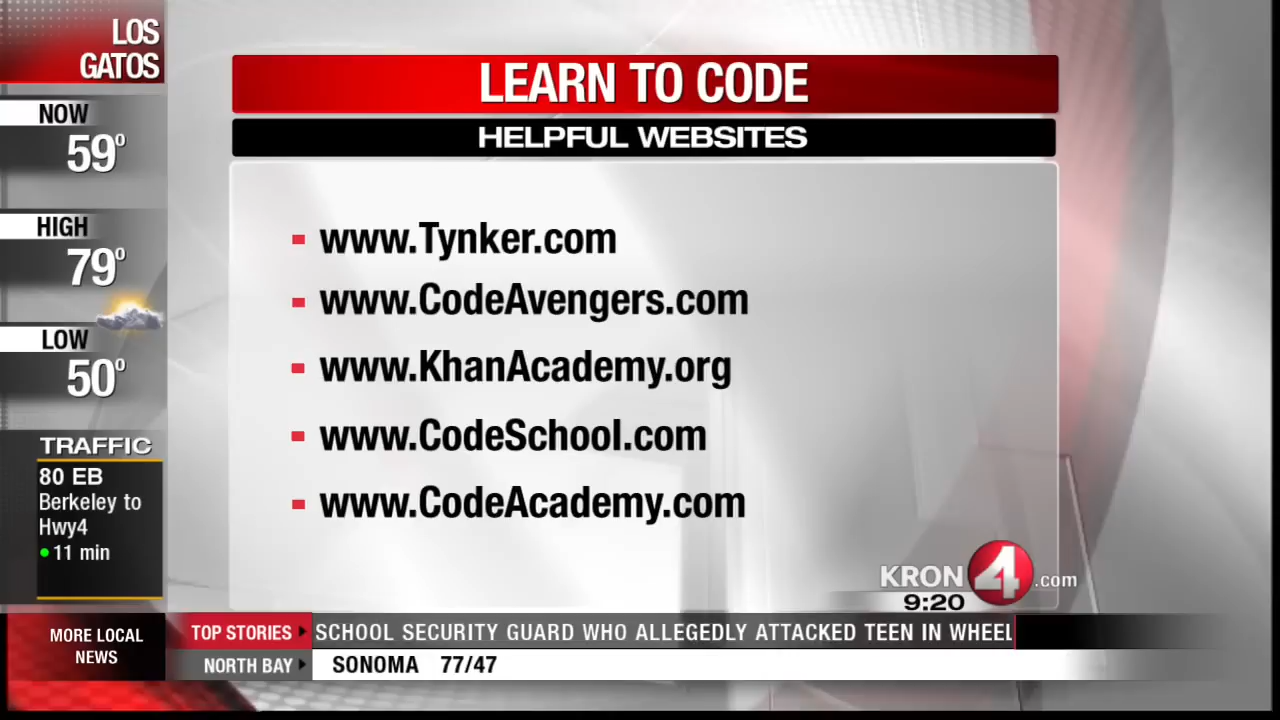 LOS
GATOS
NOW
59°
HIGH
79°
LOW
50°
TRAFFIC
80 EB
Berkeley to
Hwy4
11 min
LEARN TO CODE
HELPFUL WEBSITES
www.Tynker.com
www.CodeAvengers.com
www.KhanAcademy.org
www.CodeSchool.com
www.CodeAcademy.com
KRON 4 .com
9:20
MORE LOCAL
NEWS
TOP STORIES SCHOOL SECURITY GUARD WHO ALLEGEDLY ATTACKED TEEN IN WHEEL
NORTH BAY SONOMA 77/47